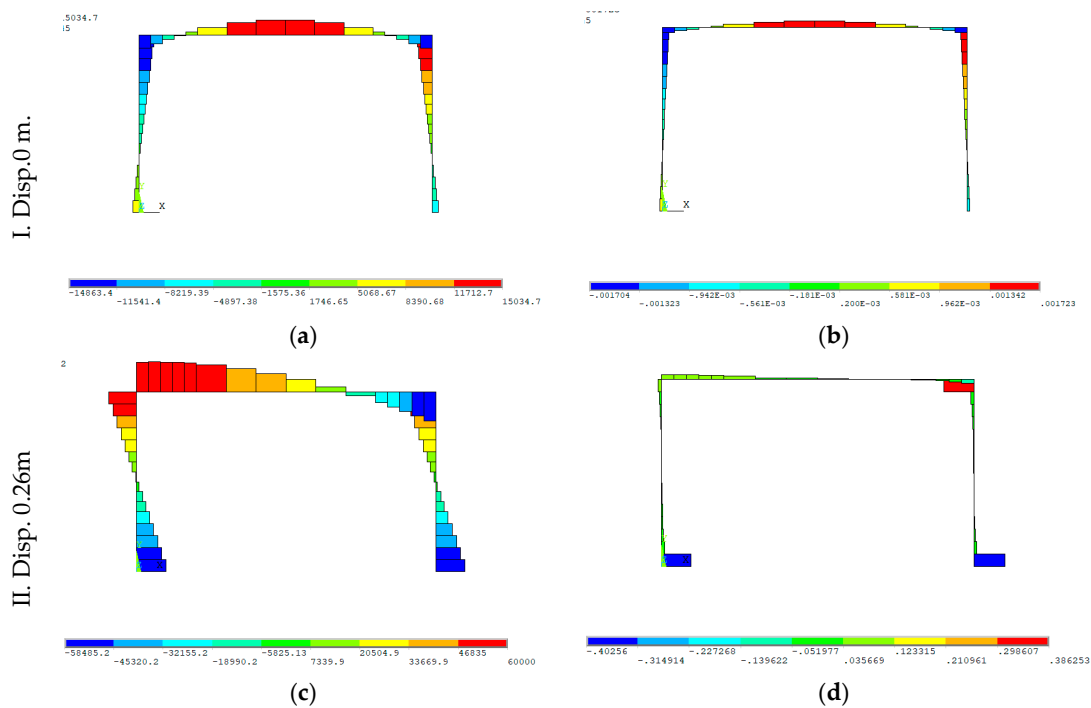 .5034.7
I. Disp.0 m.
X
X
-14863.4 -8219.39 -1575.36 5068.67 11712.7
-11541.4 -4897.38 1746.65 8390.68 15034.7
-.001704 -.942E-03 -.181E-03 .581E-03 .001342
-.001323 -.561E-03 .200E-03 .962E-03 .001723
(a)
(b)
2
II. Disp. 0.26m
-58485.2 -32155.2 -5825.13 20504.9 46835
-45320.2 -18990.2 7339.9 33669.9 60000
-.40256 -.227268 -.051977 .123315 .298607
-.314914 -.139622 .035669 .210961 .386253
(c)
(d)